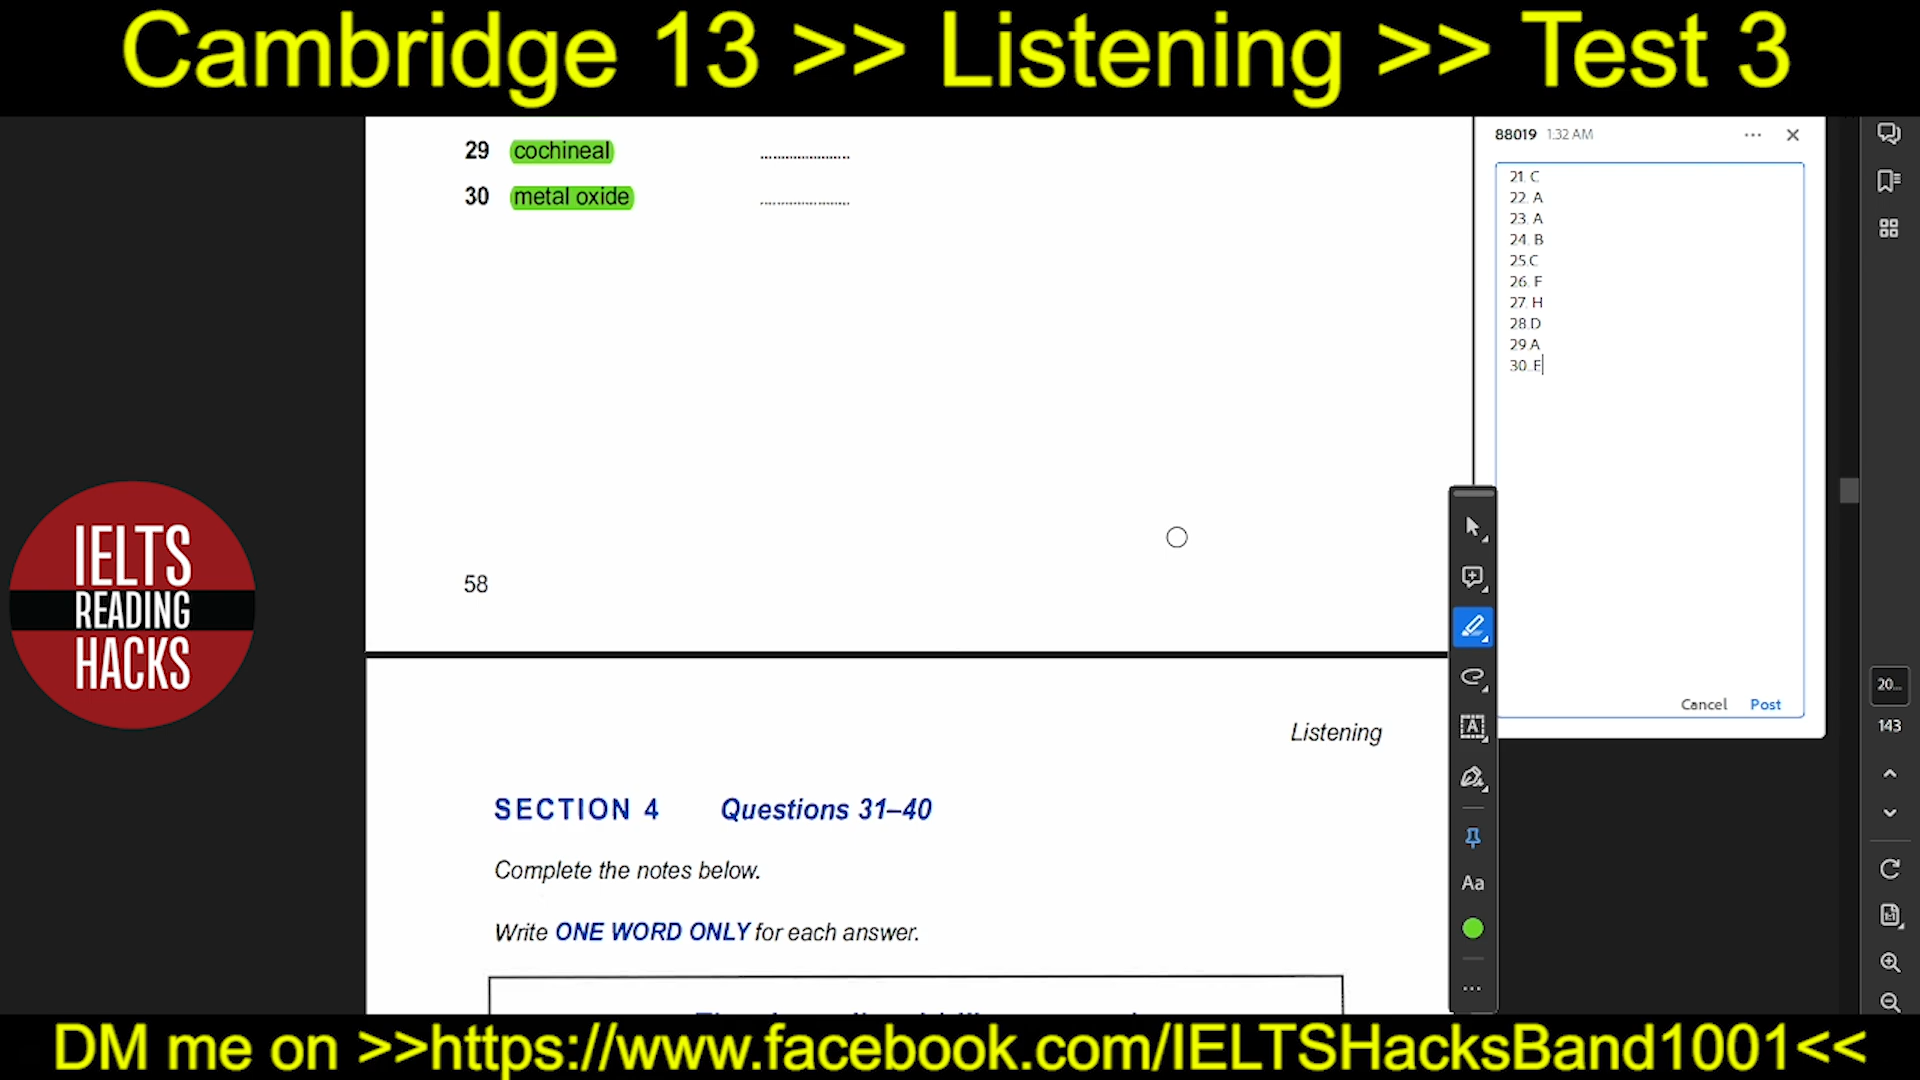 Cambridge 13 >> Listening >> Test 3
29 cochineal ......................
30 metal oxide ......................
58
Listening
SECTION 4 Questions 31–40
Complete the notes below.
Write ONE WORD ONLY for each answer.
88019 1:32 AM
21. C
22. A
23. A
24. B
25.C
26. F
27. H
28.D
29.A
30. E
Cancel Post
Aa
20...
143
IELTS
READING
HACKS
DM me on >>https://www.facebook.com/IELTSHacksBand1001<<